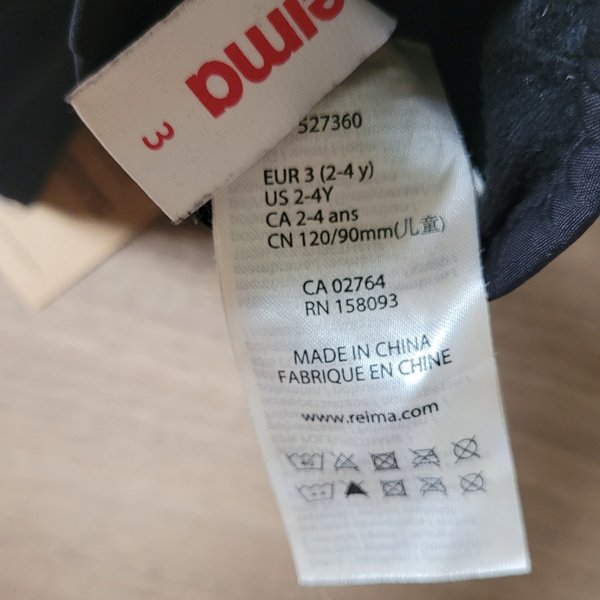 reima
3
527360
EUR 3 (2-4 y)
US 2-4Y
CA 2-4 ans
CN 120/90mm(儿童)
CA 02764
RN 158093
MADE IN CHINA
FABRIQUE EN CHINE
www.reima.com